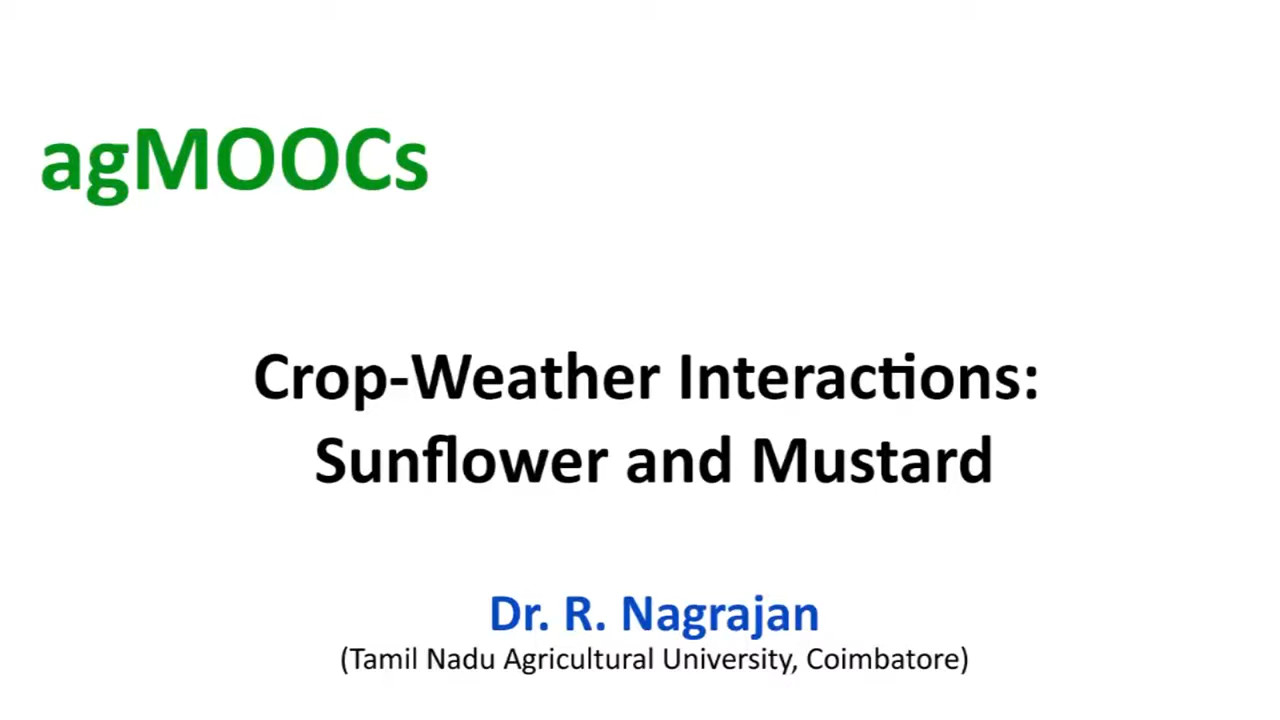 agMOOCs
Crop-Weather Interactions:
Sunflower and Mustard
Dr. R. Nagrajan
(Tamil Nadu Agricultural University, Coimbatore)